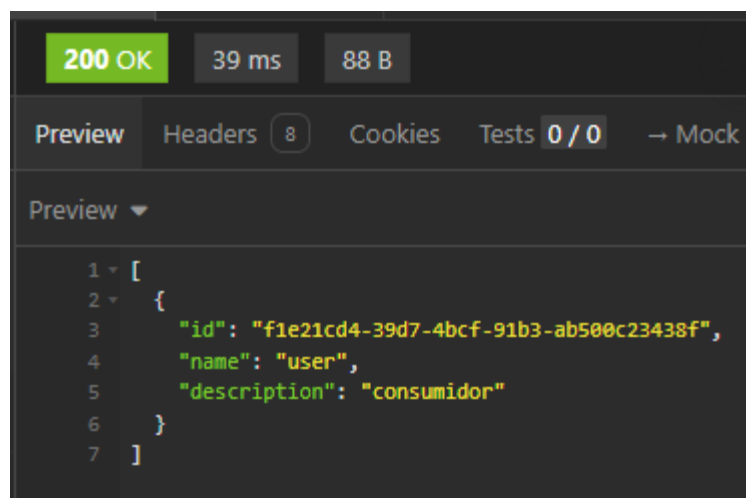 200 OK 39 ms 88 B
Preview Headers 8 Cookies Tests 0 / 0 → Mock
Preview
1 [
2 {
3 "id": "f1e21cd4-39d7-4bcf-91b3-ab500c23438f",
4 "name": "user",
5 "description": "consumidor"
6 }
7 ]